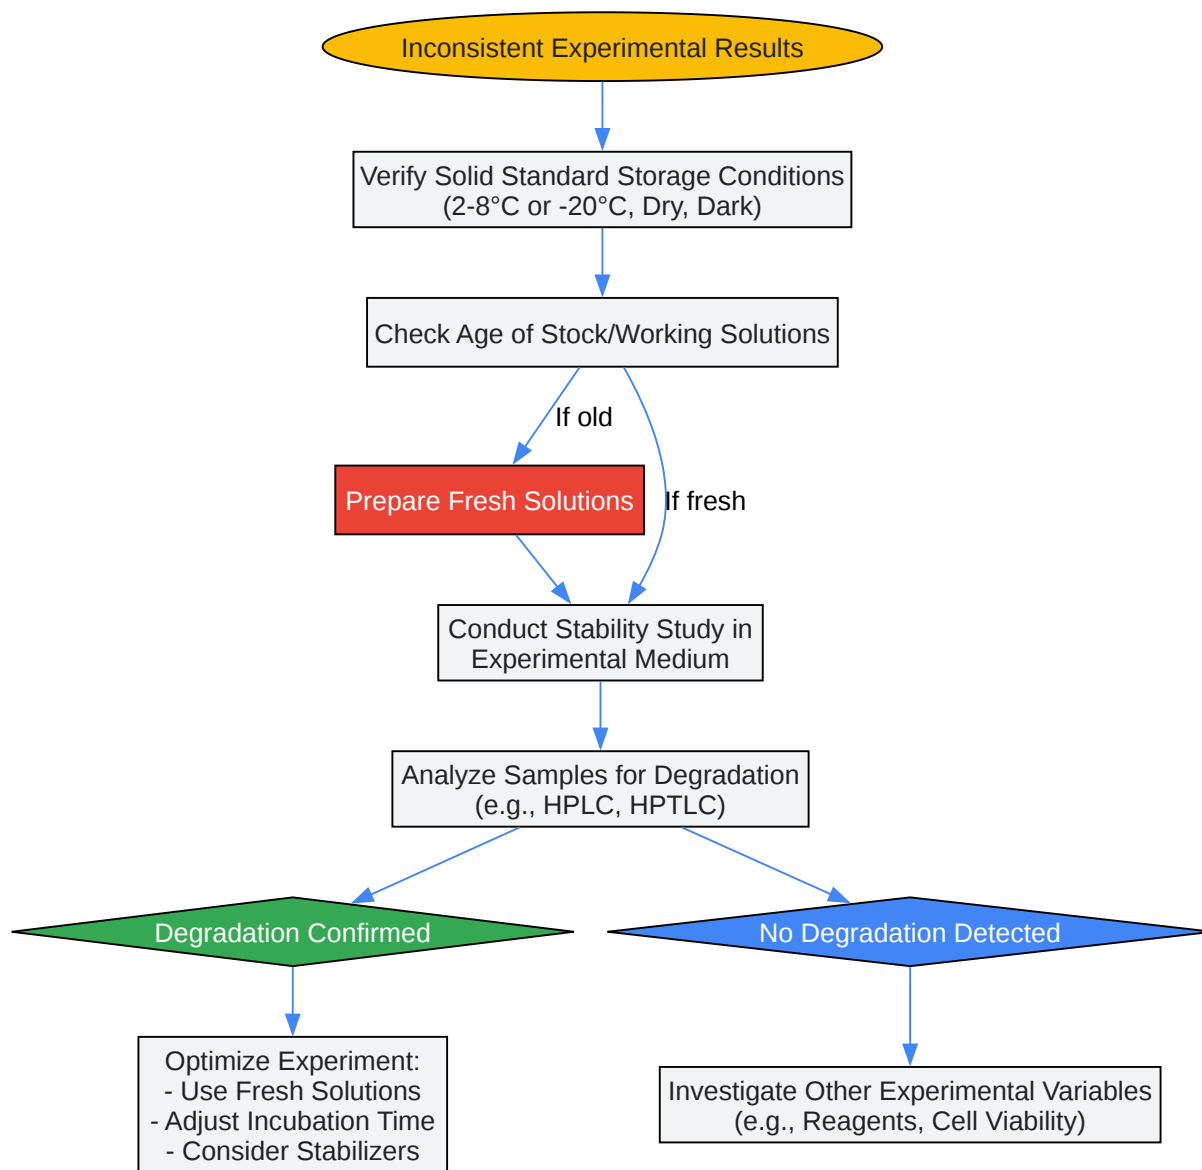 Inconsistent Experimental Results
Verify Solid Standard Storage Conditions
(2-8°C or -20°C, Dry, Dark)
Check Age of Stock/Working Solutions
If old
Prepare Fresh Solutions
If fresh
Conduct Stability Study in
Experimental Medium
Analyze Samples for Degradation
(e.g., HPLC, HPTLC)
Degradation Confirmed
No Degradation Detected
Optimize Experiment:
- Use Fresh Solutions
- Adjust Incubation Time
- Consider Stabilizers
Investigate Other Experimental Variables
(e.g., Reagents, Cell Viability)